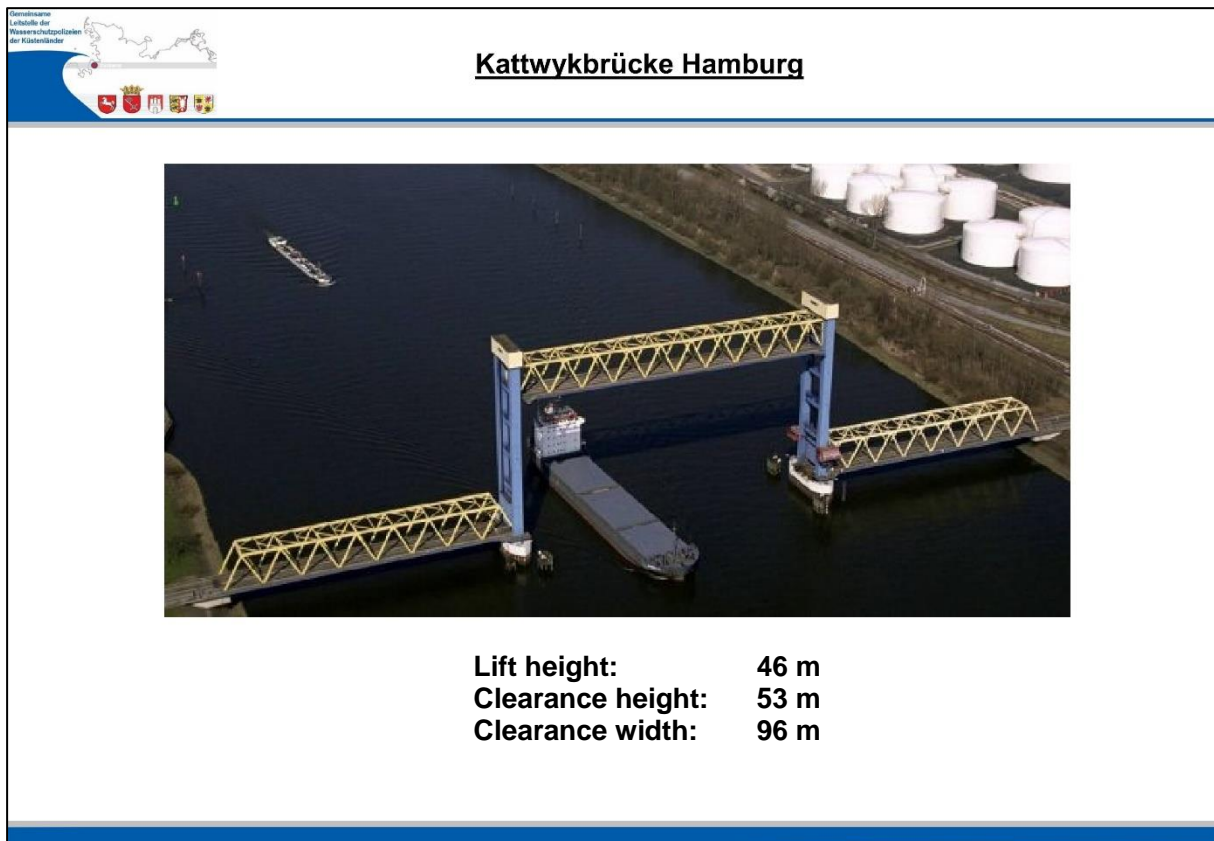 Gemeinsame
Leitstelle der
Wasserschutzpolizeien
der Küstenländer
Kattwykbrücke Hamburg
Lift height: 46 m
Clearance height: 53 m
Clearance width: 96 m